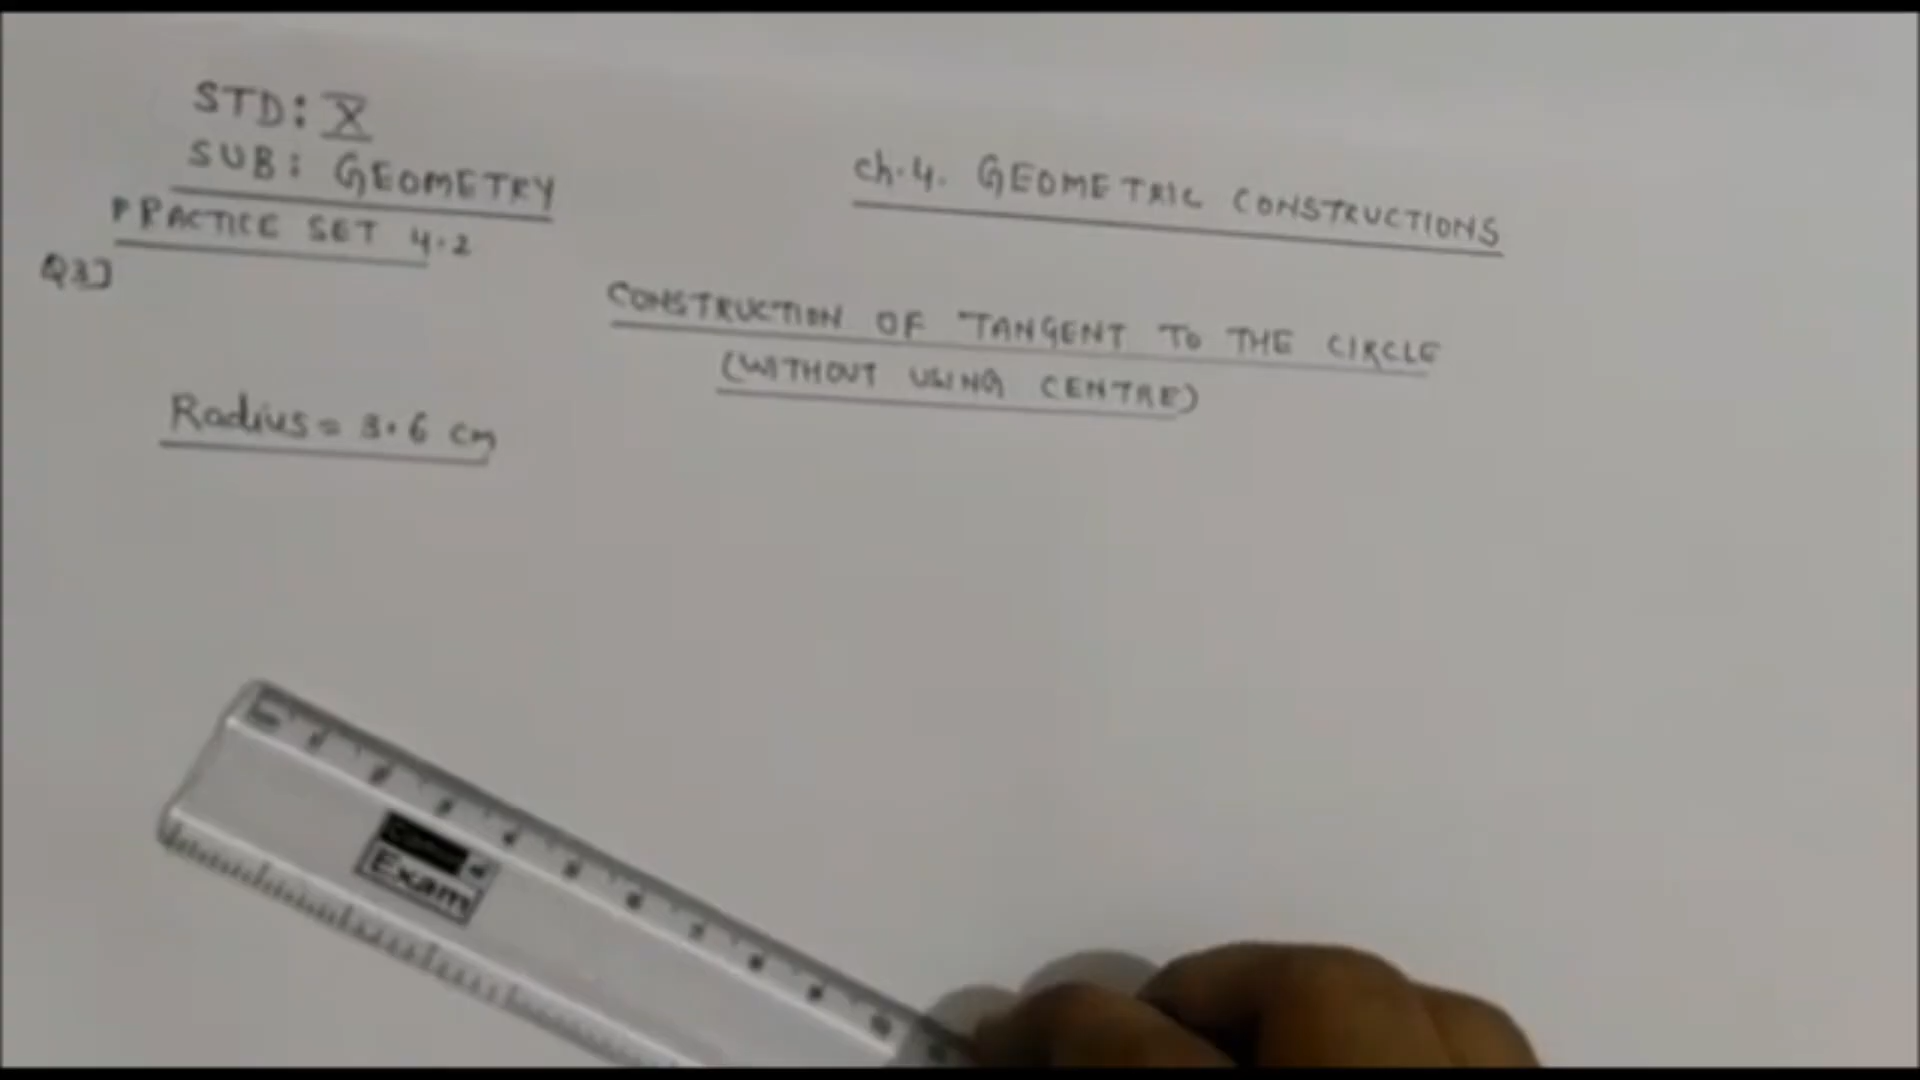 STD: X
SUB: GEOMETRY
PRACTICE SET 4.2
Q3]
ch.4. GEOMETRIC CONSTRUCTIONS
CONSTRUCTION OF TANGENT TO THE CIRCLE
(WITHOUT USING CENTRE)
Radius = 3.6 cm
Exam